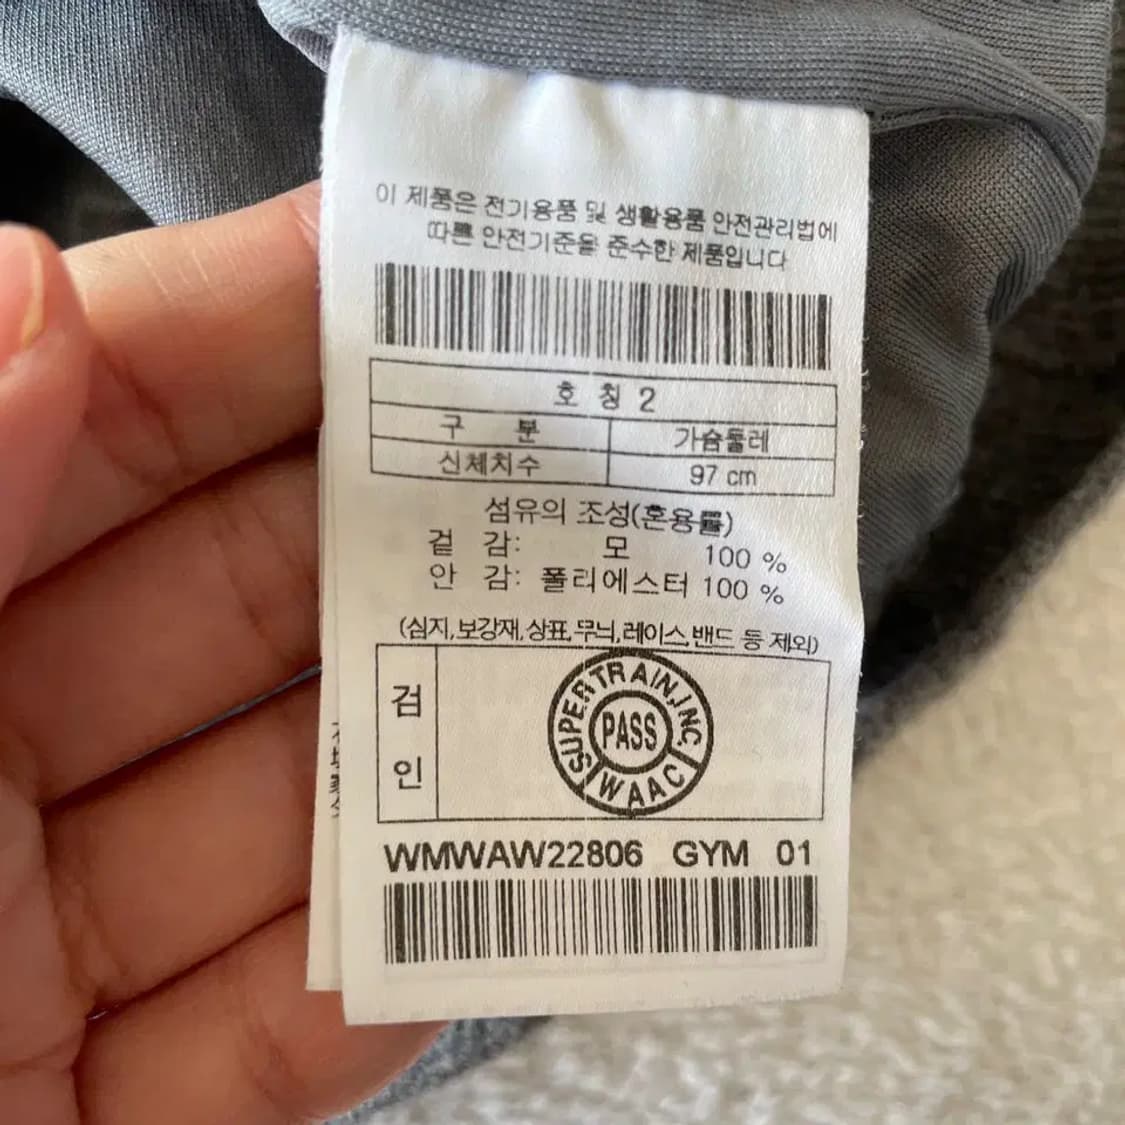 이 제품은 전기용품 및 생활용품 안전관리법에
따른 안전기준을 준수한 제품입니다
호 칭 2
구 분 가슴둘레
신체치수 97 cm
섬유의 조성(혼용률)
겉 감: 모 100 %
안 감: 폴리에스터 100 %
(심지,보강재,상표,무늬,레이스,밴드 등 제외)
검
인
SUPERTRAIN,INC
PASS
WAAC
WMWAW22806 GYM 01